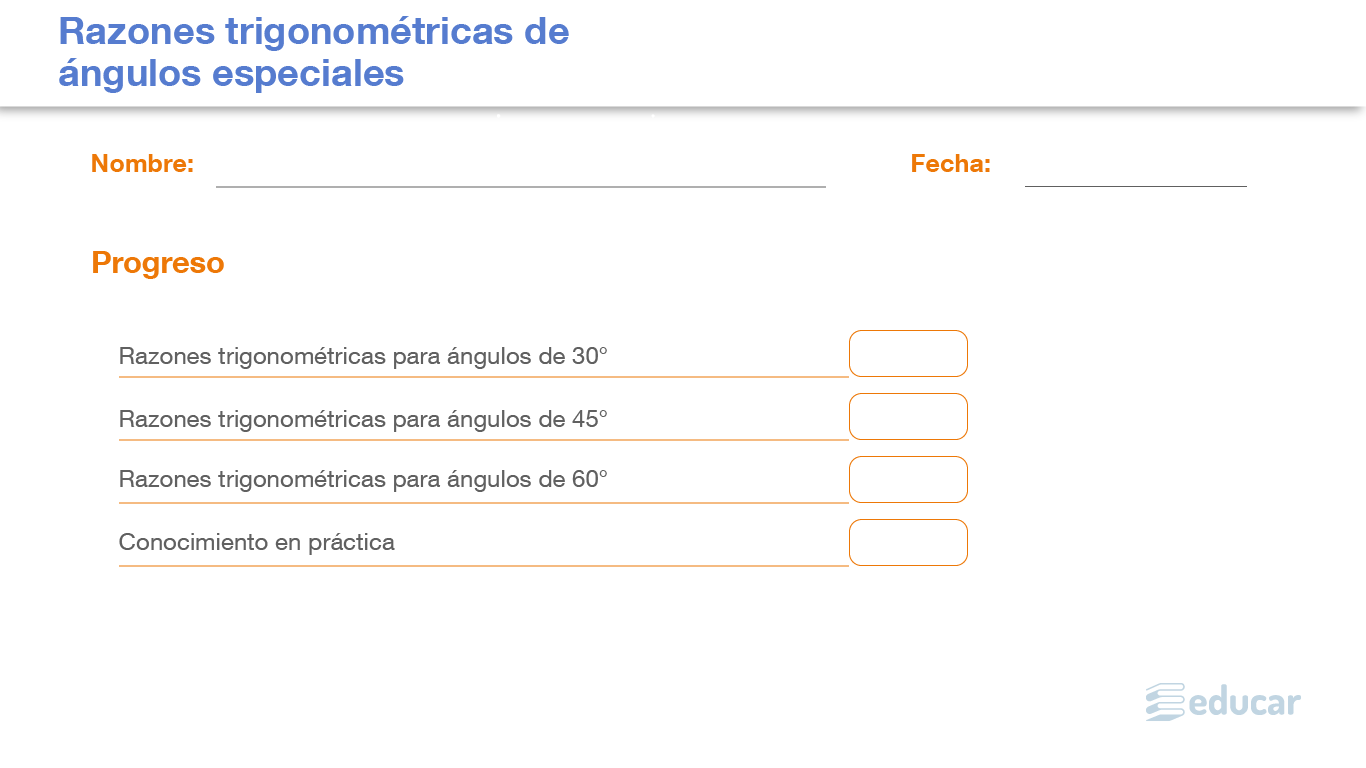 Razones trigonométricas de
ángulos especiales
Nombre:
Fecha:
Progreso
Razones trigonométricas para ángulos de 30°
Razones trigonométricas para ángulos de 45°
Razones trigonométricas para ángulos de 60°
Conocimiento en práctica
educar